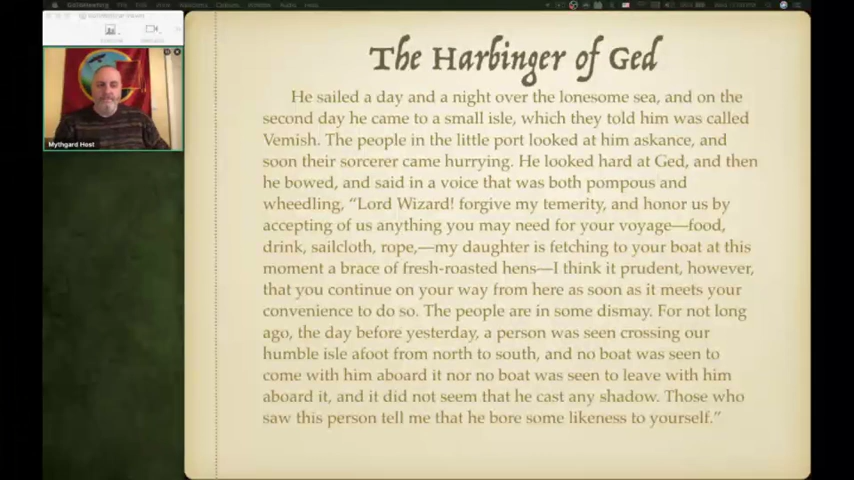 The Harbinger of Ged
He sailed a day and a night over the lonesome sea, and on the
second day he came to a small isle, which they told him was called
Vemish. The people in the little port looked at him askance, and
soon their sorcerer came hurrying. He looked hard at Ged, and then
he bowed, and said in a voice that was both pompous and
wheedling, “Lord Wizard! forgive my temerity, and honor us by
accepting of us anything you may need for your voyage—food,
drink, sailcloth, rope,—my daughter is fetching to your boat at this
moment a brace of fresh-roasted hens—I think it prudent, however,
that you continue on your way from here as soon as it meets your
convenience to do so. The people are in some dismay. For not long
ago, the day before yesterday, a person was seen crossing our
humble isle afoot from north to south, and no boat was seen to
come with him aboard it nor no boat was seen to leave with him
aboard it, and it did not seem that he cast any shadow. Those who
saw this person tell me that he bore some likeness to yourself.”
Mythgard Host